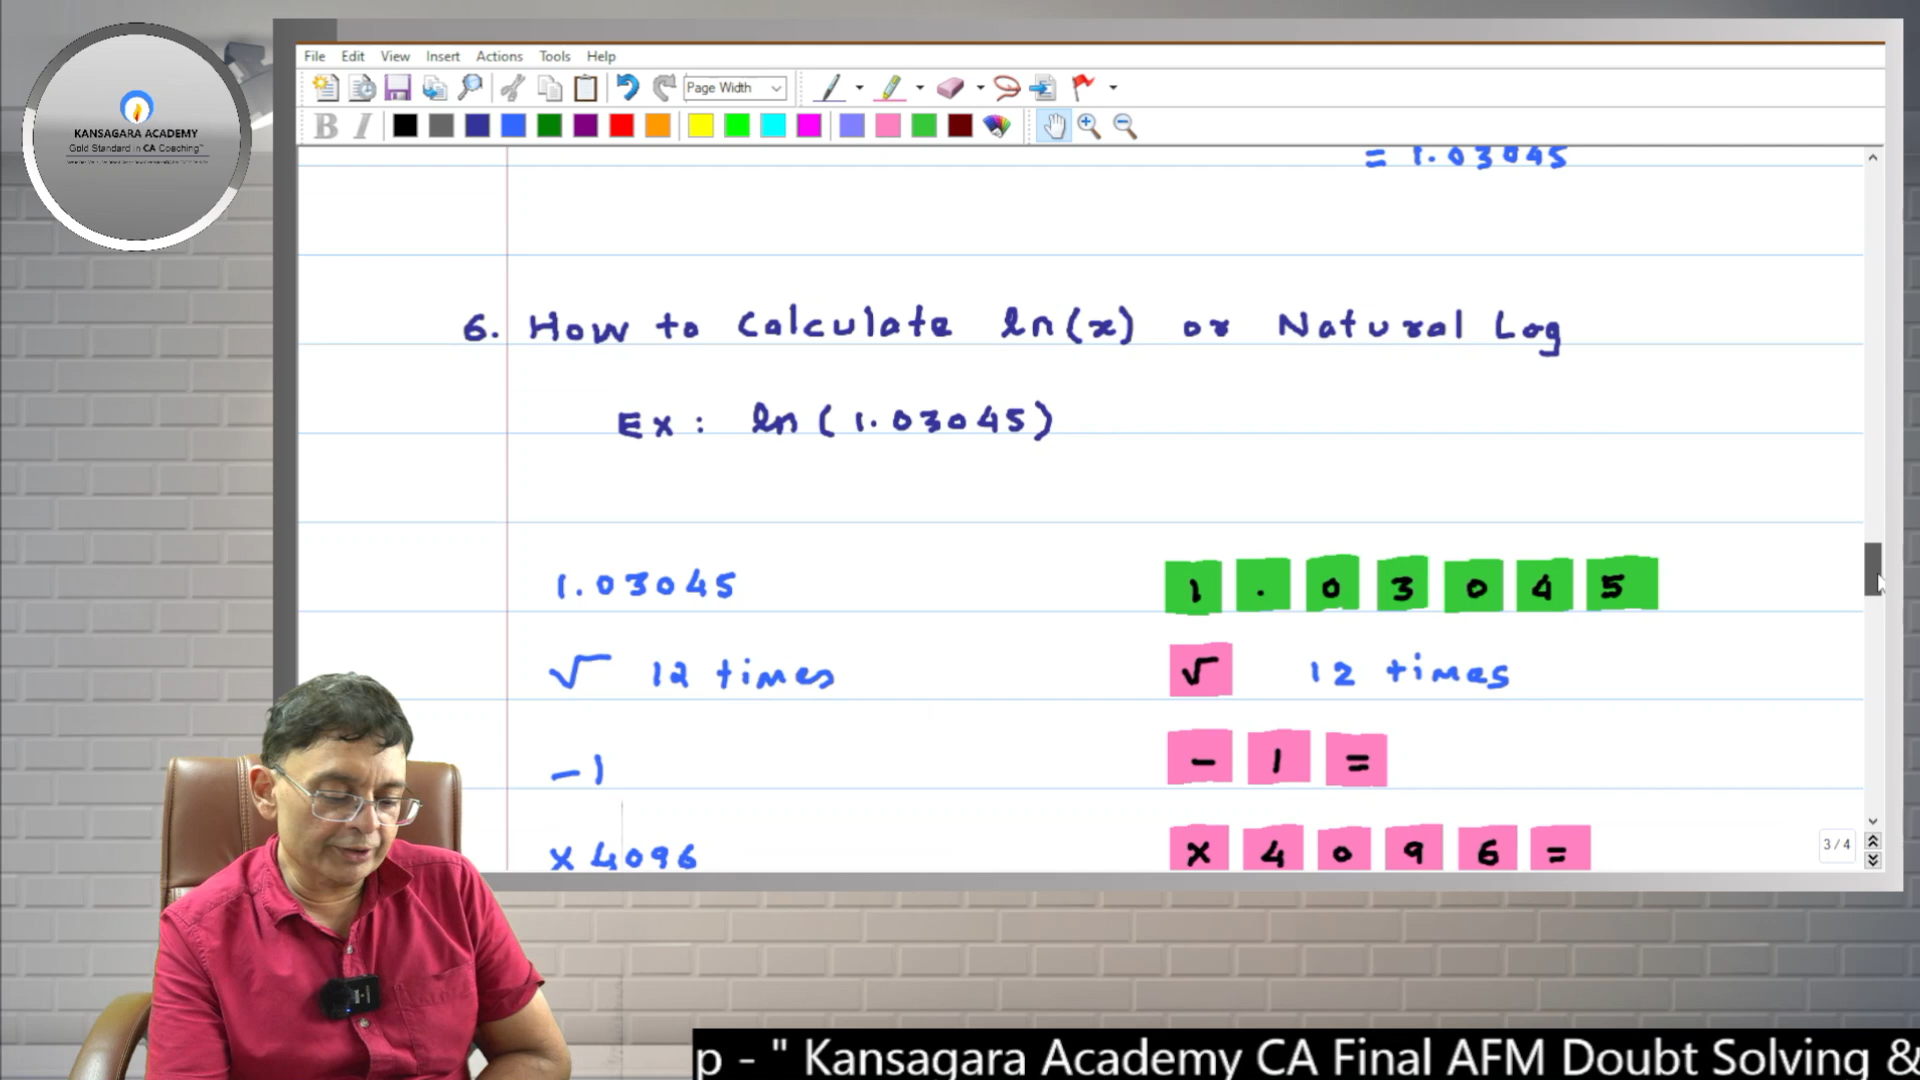 KANSAGARA ACADEMY
Gold Standard in CA Coaching™
File Edit View Insert Actions Tools Help
Page Width
B I
= 1.03045
6. How to Calculate ln(x) or Natural Log
Ex : ln (1.03045)
1.03045
1 . 0 3 0 4 5
√ 12 times
√ 12 times
-1
- 1 =
x 4096
x 4 0 9 6 =
3/4
p - " Kansagara Academy CA Final AFM Doubt Solving &